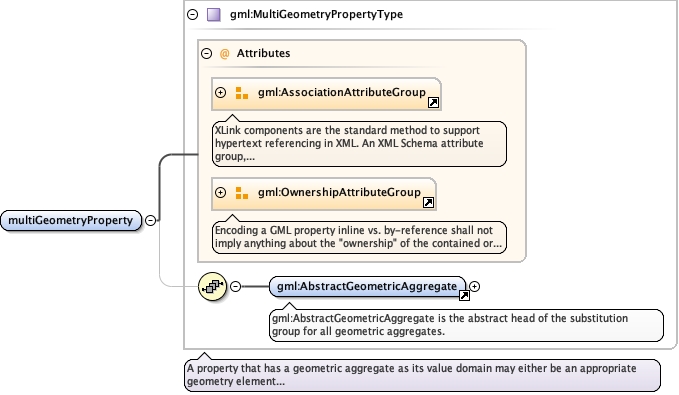 gml:MultiGeometryPropertyType
@ Attributes
gml:AssociationAttributeGroup
XLink components are the standard method to support
hypertext referencing in XML. An XML Schema attribute
group,...
gml:OwnershipAttributeGroup
Encoding a GML property inline vs. by-reference shall not
imply anything about the "ownership" of the contained or...
multiGeometryProperty
gml:AbstractGeometricAggregate
gml:AbstractGeometricAggregate is the abstract head of the substitution
group for all geometric aggregates.
A property that has a geometric aggregate as its value domain may either be an appropriate
geometry element...